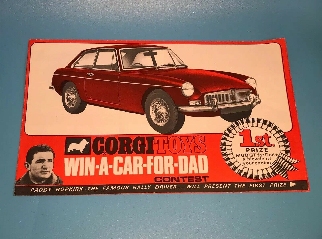 CORGI TOYS
WIN-A-CAR-FOR-DAD
CONTEST
1st
PRIZE
PADDY HOPKIRK THE FAMOUS RALLY DRIVER WILL PRESENT THE FIRST PRIZE